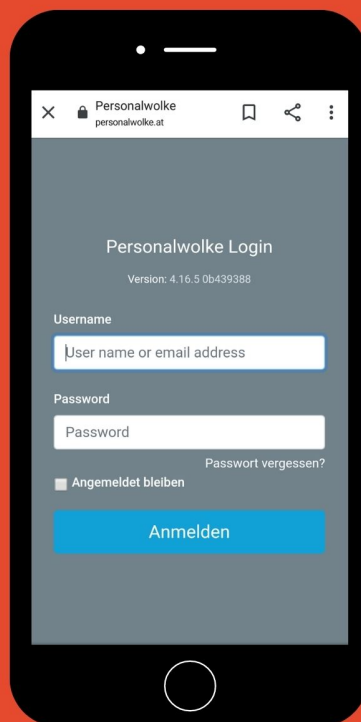 Personalwolke
personalwolke.at
Personalwolke Login
Version: 4.16.5 0b439388
Username
User name or email address
Password
Password
Passwort vergessen?
Angemeldet bleiben
Anmelden